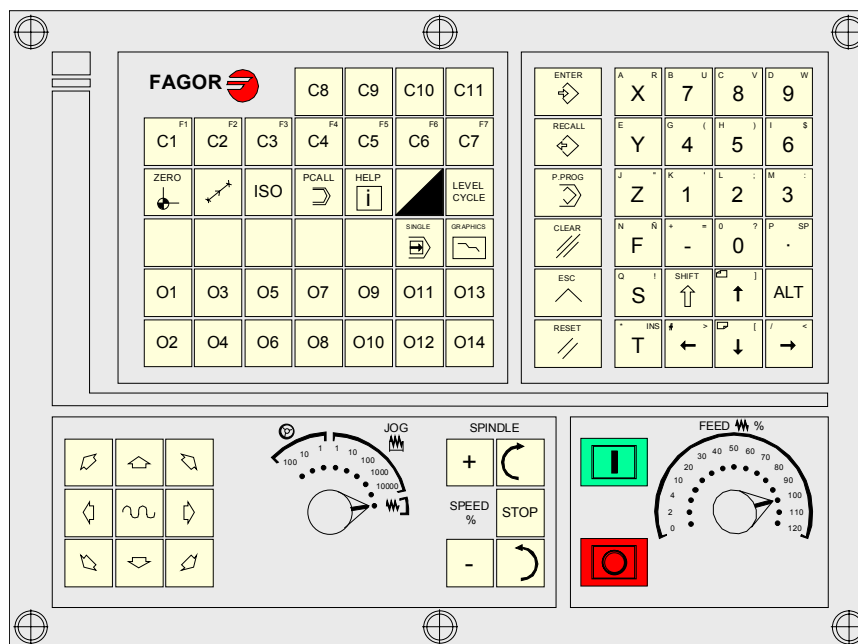 FAGOR
C8 C9 C10 C11
F1 F2 F3 F4 F5 F6 F7
C1 C2 C3 C4 C5 C6 C7
ZERO ISO PCALL HELP i LEVEL
CYCLE
SINGLE GRAPHICS
O1 O3 O5 O7 O9 O11 O13
O2 O4 O6 O8 O10 O12 O14
ENTER
RECALL
P.PROG
CLEAR
ESC
RESET
A R B U C V D W
X 7 8 9
E G ( H ) I $
Y 4 5 6
J " K ' L ; M :
Z 1 2 3
N Ñ + = 0 ? P SP
F - 0 .
Q ! SHIFT ]
S ALT
* INS # > [ / <
T
JOG
100 10 1 1 10 100 1000 10000
SPINDLE
+
SPEED
%
STOP
-
FEED %
0 2 4 10 20 30 40 50 60 70 80 90 100 110 120